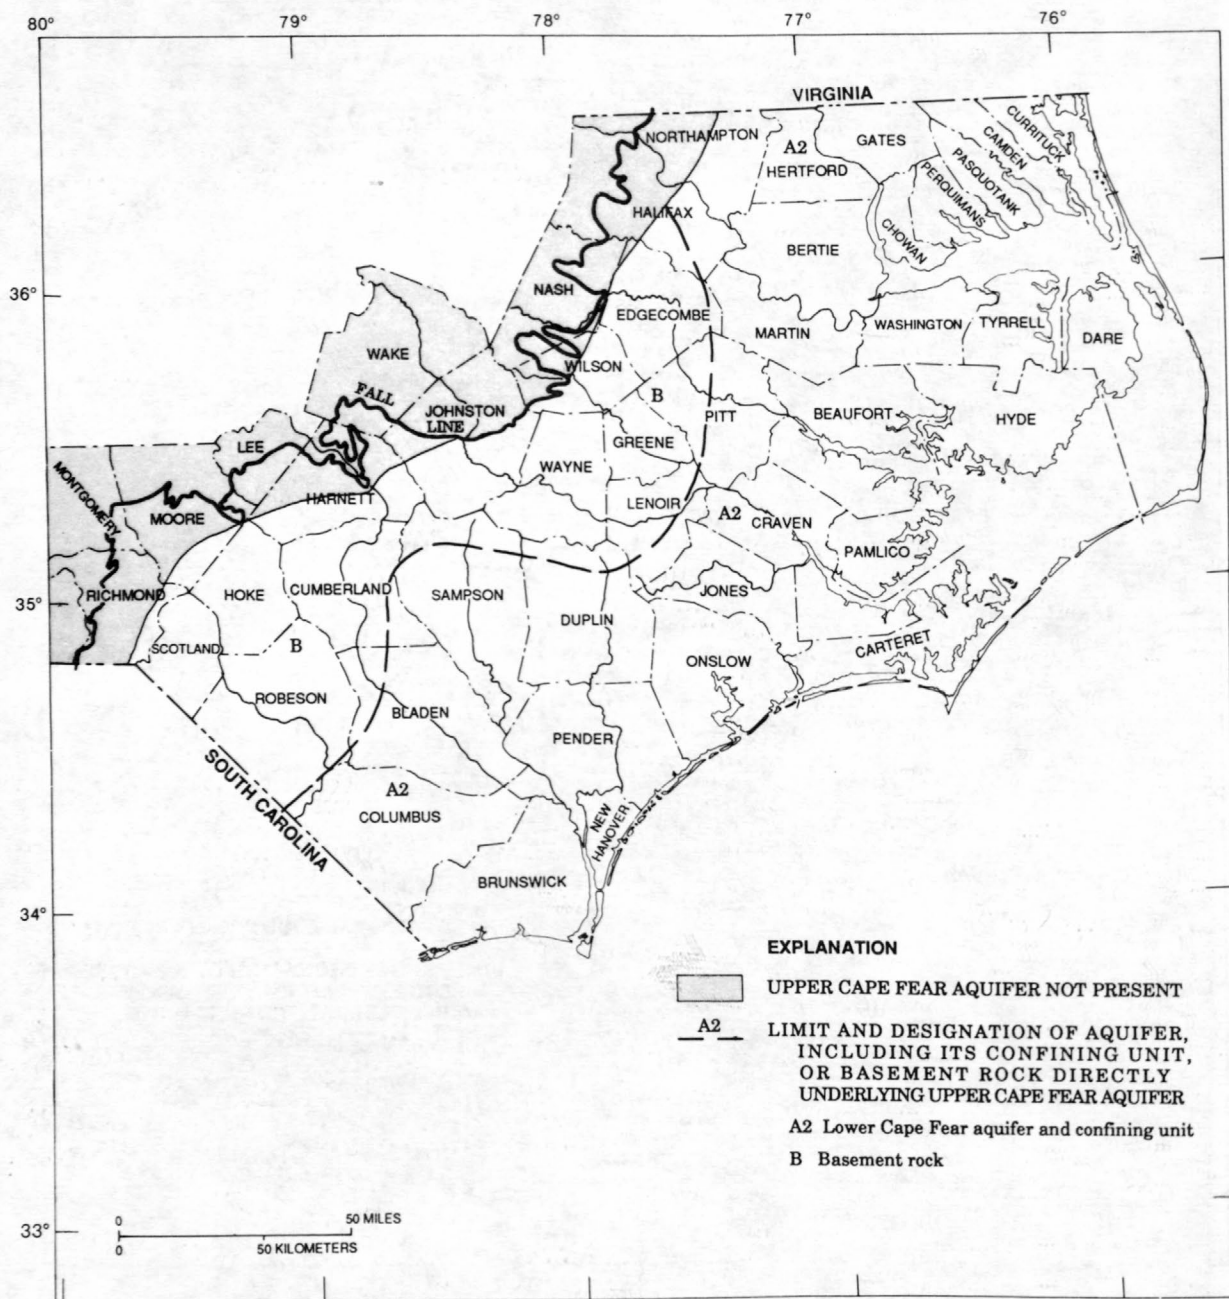 80° 79° 78° 77° 76°
VIRGINIA
NORTHAMPTON
A2
HERTFORD
GATES
CURRITUCK
CAMDEN
PASQUOTANK
PERQUIMANS
CHOWAN
HALIFAX
BERTIE
36°
NASH
EDGECOMBE
MARTIN
WASHINGTON
TYRRELL
DARE
WAKE
WILSON
B
FALL
LINE
JOHNSTON
PITT
BEAUFORT
HYDE
LEE
GREENE
WAYNE
MONTGOMERY
MOORE
HARNETT
LENOIR
A2
CRAVEN
PAMLICO
35°
RICHMOND
HOKE
CUMBERLAND
SAMPSON
DUPLIN
JONES
CARTERET
SCOTLAND
B
ONSLOW
ROBESON
BLADEN
PENDER
SOUTH CAROLINA
A2
COLUMBUS
NEW
HANOVER
BRUNSWICK
34°
EXPLANATION
UPPER CAPE FEAR AQUIFER NOT PRESENT
A2
LIMIT AND DESIGNATION OF AQUIFER,
INCLUDING ITS CONFINING UNIT,
OR BASEMENT ROCK DIRECTLY
UNDERLYING UPPER CAPE FEAR AQUIFER
A2 Lower Cape Fear aquifer and confining unit
B Basement rock
33°
0 50 MILES
0 50 KILOMETERS